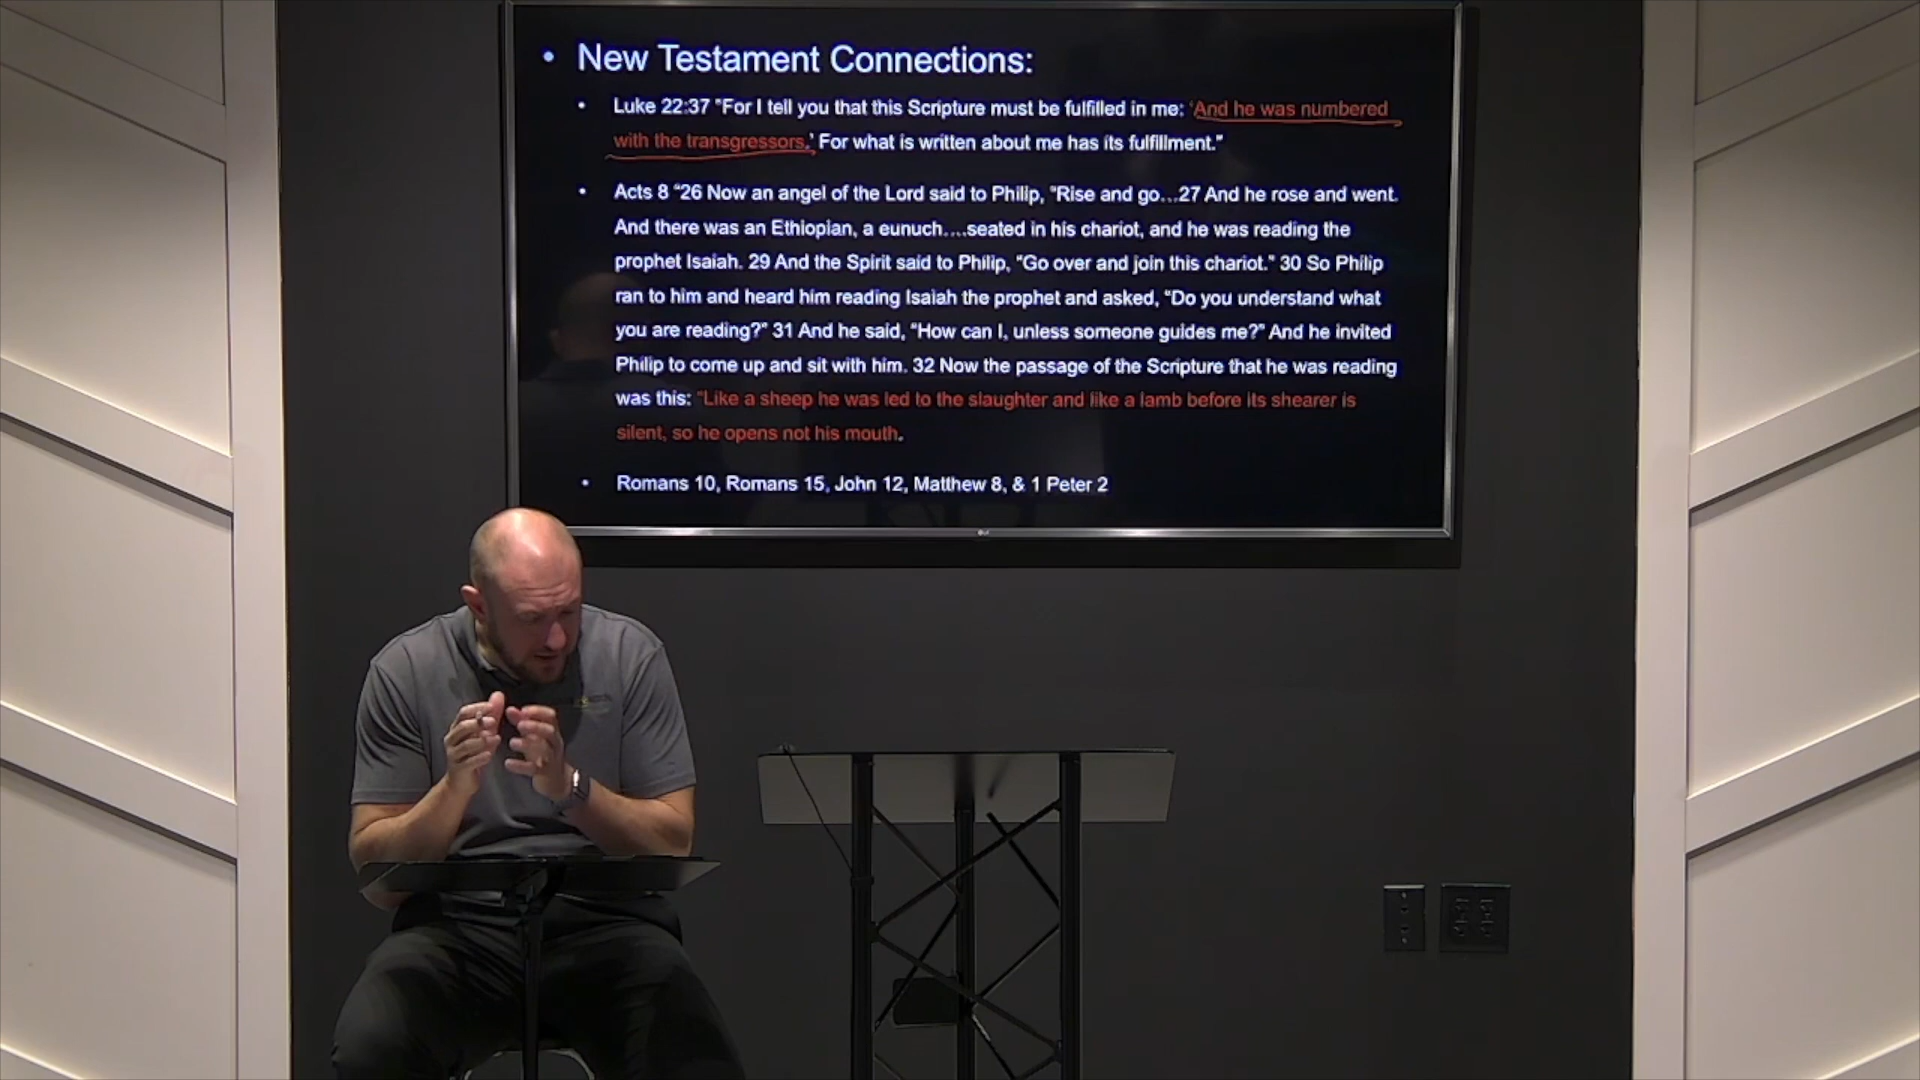 • New Testament Connections:
• Luke 22:37 "For I tell you that this Scripture must be fulfilled in me: 'And he was numbered
with the transgressors.' For what is written about me has its fulfillment."
• Acts 8 “26 Now an angel of the Lord said to Philip, "Rise and go…27 And he rose and went.
And there was an Ethiopian, a eunuch….seated in his chariot, and he was reading the
prophet Isaiah. 29 And the Spirit said to Philip, “Go over and join this chariot.” 30 So Philip
ran to him and heard him reading Isaiah the prophet and asked, “Do you understand what
you are reading?” 31 And he said, “How can I, unless someone guides me?” And he invited
Philip to come up and sit with him. 32 Now the passage of the Scripture that he was reading
was this: “Like a sheep he was led to the slaughter and like a lamb before its shearer is
silent, so he opens not his mouth.
• Romans 10, Romans 15, John 12, Matthew 8, & 1 Peter 2